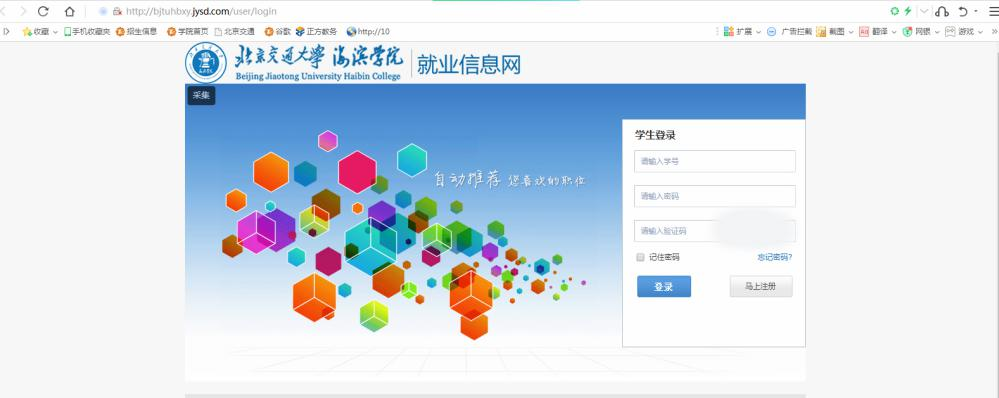 http://bjtuhbxy.jysd.com/user/login
收藏 手机收藏夹 招生信息 学院首页 北京交通 谷歌 正方教务 http://10 扩展 广告拦截 截图 翻译 网银 游戏 »
北京交通大学 海滨学院
Beijing Jiaotong University Haibin College
就业信息网
采集
自动推荐 您喜欢的职位
学生登录
请输入学号
请输入密码
请输入验证码
记住密码 忘记密码?
登录 马上注册